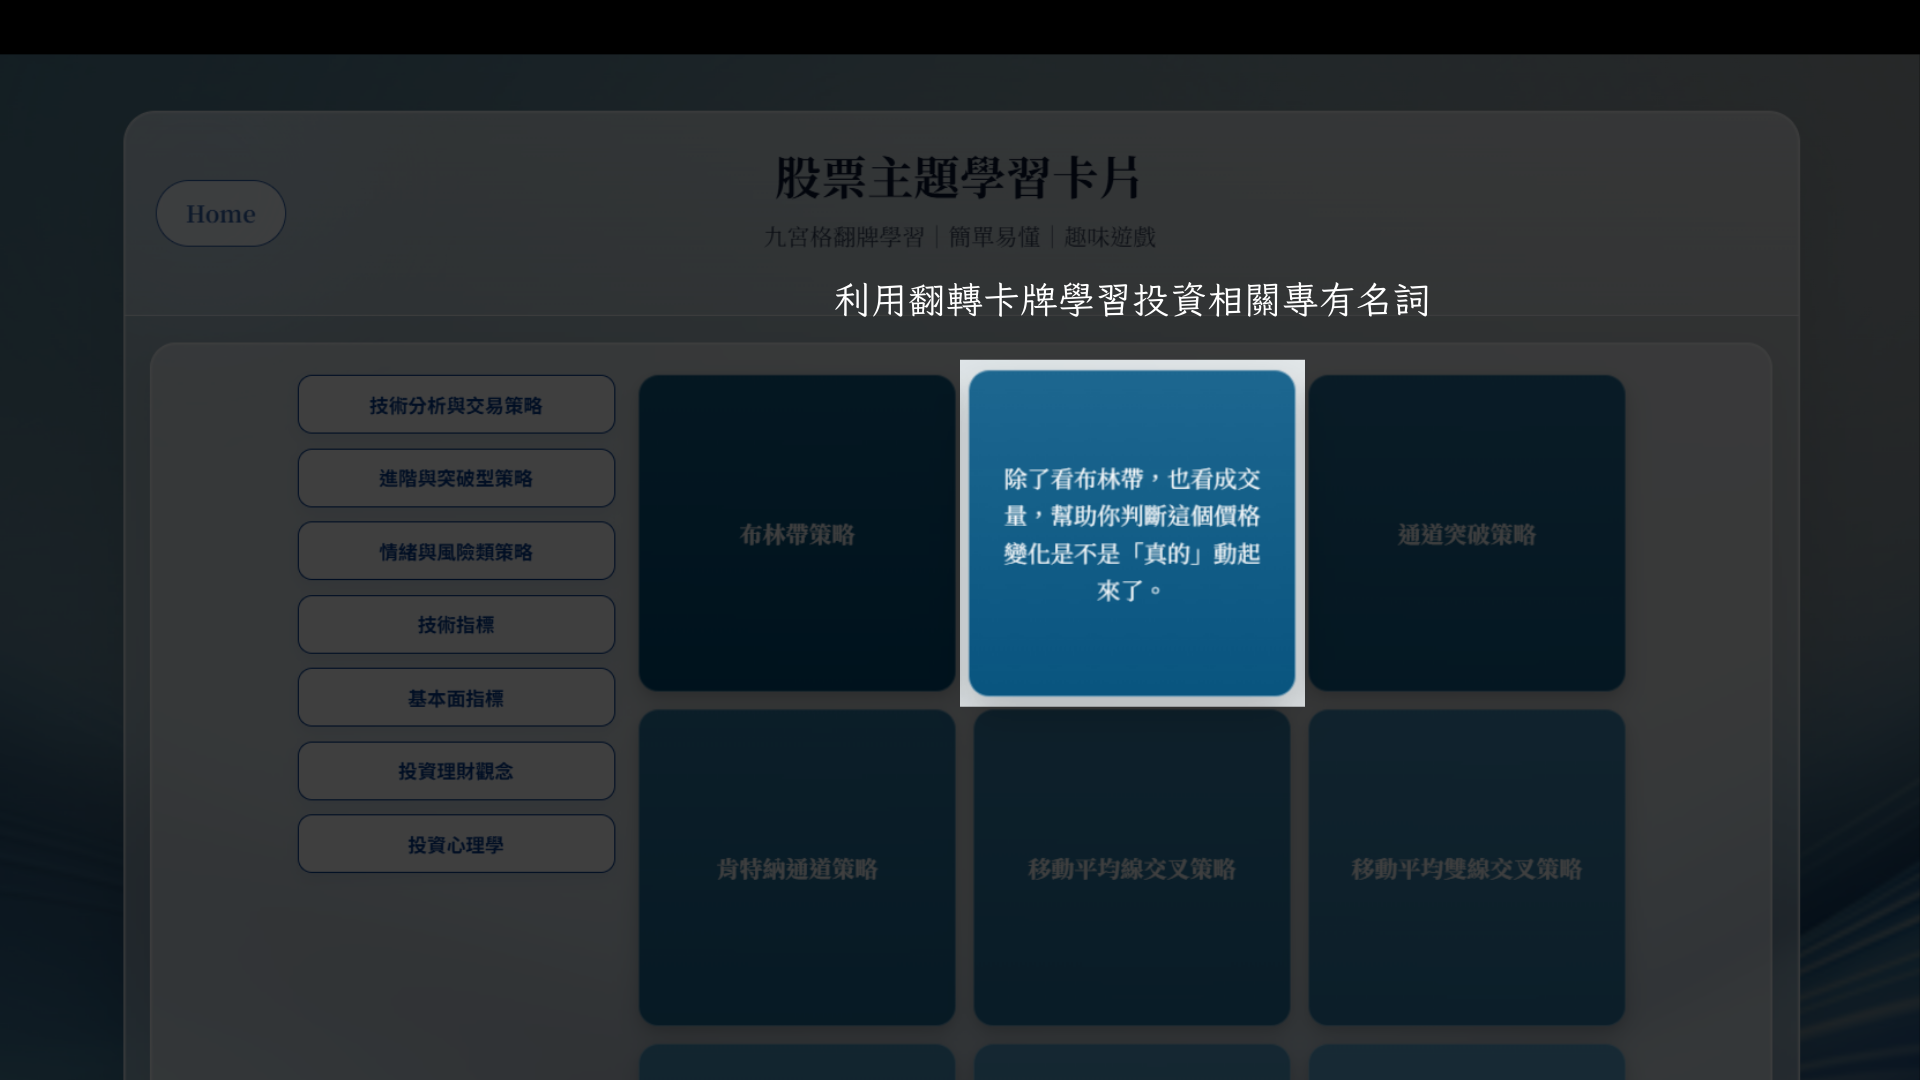 股票主題學習卡片
Home
九宮格翻牌學習｜簡單易懂｜趣味遊戲
利用翻轉卡牌學習投資相關專有名詞
技術分析與交易策略
進階與突破型策略
情緒與風險類策略
技術指標
基本面指標
投資理財觀念
投資心理學
布林帶策略
除了看布林帶，也看成交
量，幫助你判斷這個價格
變化是不是「真的」動起
來了。
通道突破策略
肯特納通道策略
移動平均線交叉策略
移動平均雙線交叉策略